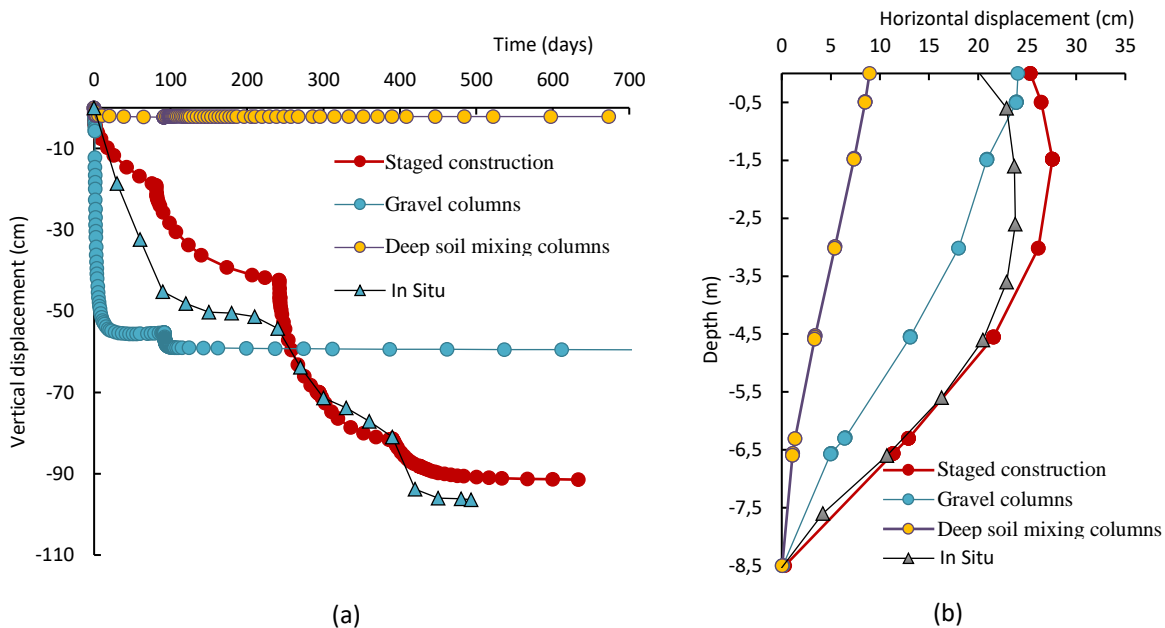 Time (days)
0 100 200 300 400 500 600 700
-10
-30
-50
-70
-90
-110
Vertical displacement (cm)
Staged construction
Gravel columns
Deep soil mixing columns
In Situ
(a)
Horizontal displacement (cm)
0 5 10 15 20 25 30 35
-0,5
-1,5
-2,5
-3,5
-4,5
-5,5
-6,5
-7,5
-8,5
Depth (m)
Staged construction
Gravel columns
Deep soil mixing columns
In Situ
(b)